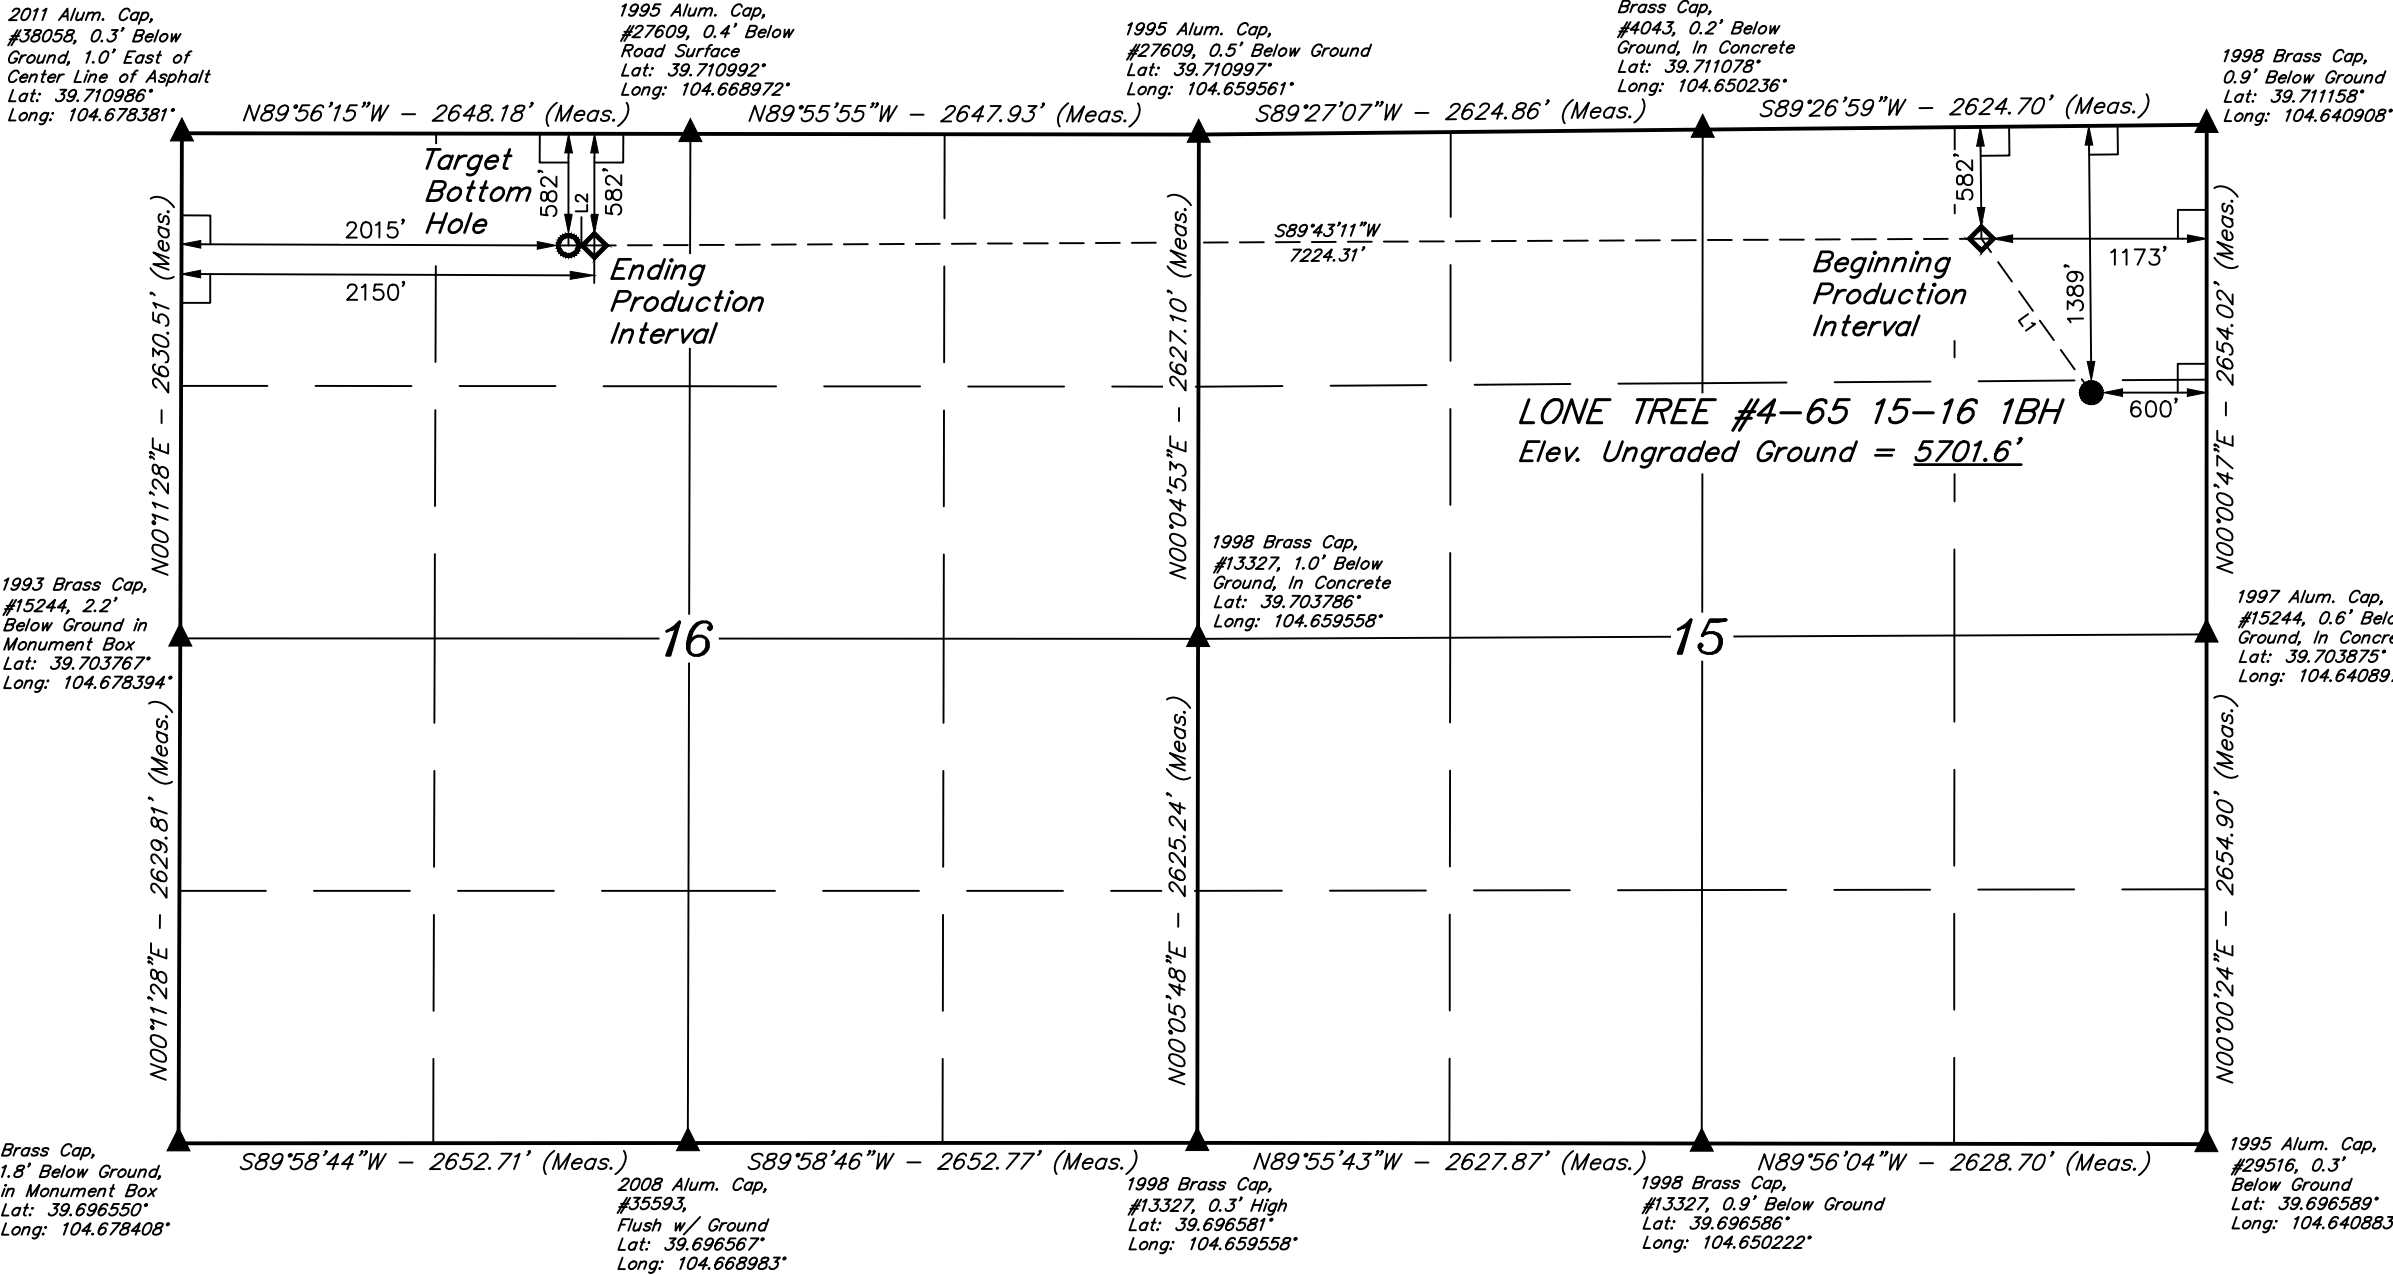 2011 Alum. Cap,
#38058, 0.3' Below
Ground, 1.0' East of
Center Line of Asphalt
Lat: 39.710986°
Long: 104.678381°
1995 Alum. Cap,
#27609, 0.4' Below
Road Surface
Lat: 39.710992°
Long: 104.668972°
1995 Alum. Cap,
#27609, 0.5' Below Ground
Lat: 39.710997°
Long: 104.659561°
Brass Cap,
#4043, 0.2' Below
Ground, In Concrete
Lat: 39.711078°
Long: 104.650236°
1998 Brass Cap,
0.9' Below Ground
Lat: 39.711158°
Long: 104.640908°
N89°56'15"W – 2648.18' (Meas.)
N89°55'55"W – 2647.93' (Meas.)
S89°27'07"W – 2624.86' (Meas.)
S89°26'59"W – 2624.70' (Meas.)
Target
Bottom
Hole
582'
L2
582'
2015'
2150'
Ending
Production
Interval
S89°43'11"W
7224.31'
582'
Beginning
Production
Interval
1173'
1389'
L1
600'
LONE TREE #4-65 15-16 1BH
Elev. Ungraded Ground = 5701.6'
N00°11'28"E – 2630.51' (Meas.)
N00°04'53"E – 2627.10' (Meas.)
N00°00'47"E – 2654.02' (Meas.)
1993 Brass Cap,
#15244, 2.2'
Below Ground in
Monument Box
Lat: 39.703767°
Long: 104.678394°
16
1998 Brass Cap,
#13327, 1.0' Below
Ground, In Concrete
Lat: 39.703786°
Long: 104.659558°
15
1997 Alum. Cap,
#15244, 0.6'
Ground, In
Lat: 39.703875°
Long: 104.64089
N00°11'28"E – 2629.81' (Meas.)
N00°05'48"E – 2625.24' (Meas.)
N00°00'24"E – 2654.90' (Meas.)
S89°58'44"W – 2652.71' (Meas.)
S89°58'46"W – 2652.77' (Meas.)
N89°55'43"W – 2627.87' (Meas.)
N89°56'04"W – 2628.70' (Meas.)
Brass Cap,
1.8' Below Ground,
in Monument Box
Lat: 39.696550°
Long: 104.678408°
2008 Alum. Cap,
#35593,
Flush w/ Ground
Lat: 39.696567°
Long: 104.668983°
1998 Brass Cap,
#13327, 0.3' High
Lat: 39.696581°
Long: 104.659558°
1998 Brass Cap,
#13327, 0.9' Below Ground
Lat: 39.696586°
Long: 104.650222°
1995 Alum. Cap,
#29516, 0.3'
Below Ground
Lat: 39.696589°
Long: 104.640883